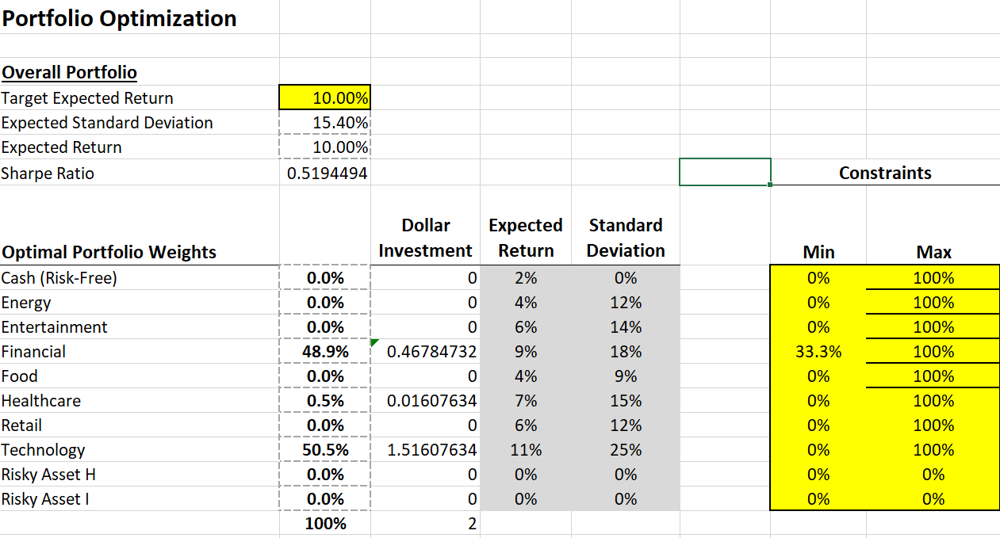 Portfolio Optimization
Overall Portfolio
Target Expected Return 10.00%
Expected Standard Deviation 15.40%
Expected Return 10.00%
Sharpe Ratio 0.5194494 Constraints
Optimal Portfolio Weights Dollar Investment Expected Return Standard Deviation Min Max
Cash (Risk-Free) 0.0% 0 2% 0% 0% 100%
Energy 0.0% 0 4% 12% 0% 100%
Entertainment 0.0% 0 6% 14% 0% 100%
Financial 48.9% 0.46784732 9% 18% 33.3% 100%
Food 0.0% 0 4% 9% 0% 100%
Healthcare 0.5% 0.01607634 7% 15% 0% 100%
Retail 0.0% 0 6% 12% 0% 100%
Technology 50.5% 1.51607634 11% 25% 0% 100%
Risky Asset H 0.0% 0 0% 0% 0% 0%
Risky Asset I 0.0% 0 0% 0% 0% 0%
100% 2